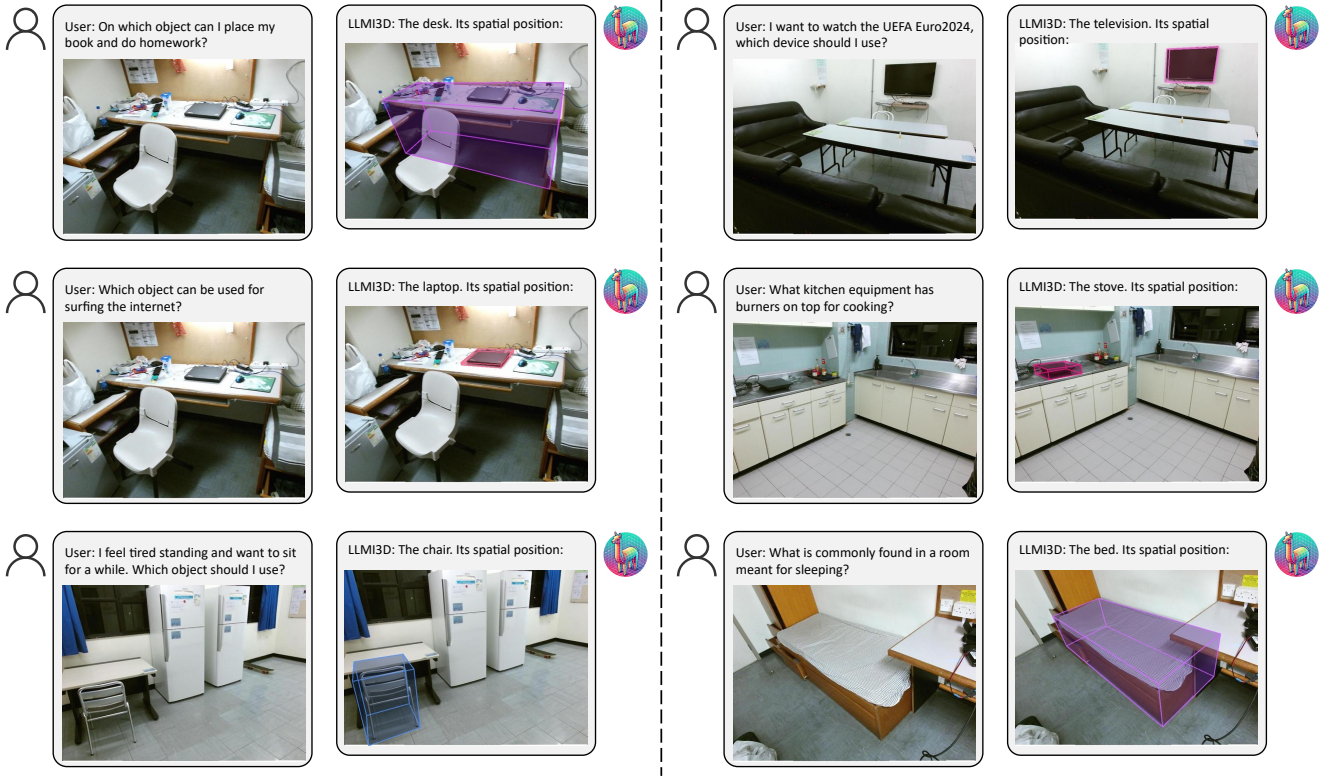 User: On which object can I place my
book and do homework?
LLMI3D: The desk. Its spatial position:
User: Which object can be used for
surfing the internet?
LLMI3D: The laptop. Its spatial position:
User: I feel tired standing and want to sit
for a while. Which object should I use?
LLMI3D: The chair. Its spatial position:
User: I want to watch the UEFA Euro2024,
which device should I use?
LLMI3D: The television. Its spatial
position:
User: What kitchen equipment has
burners on top for cooking?
LLMI3D: The stove. Its spatial position:
User: What is commonly found in a room
meant for sleeping?
LLMI3D: The bed. Its spatial position: